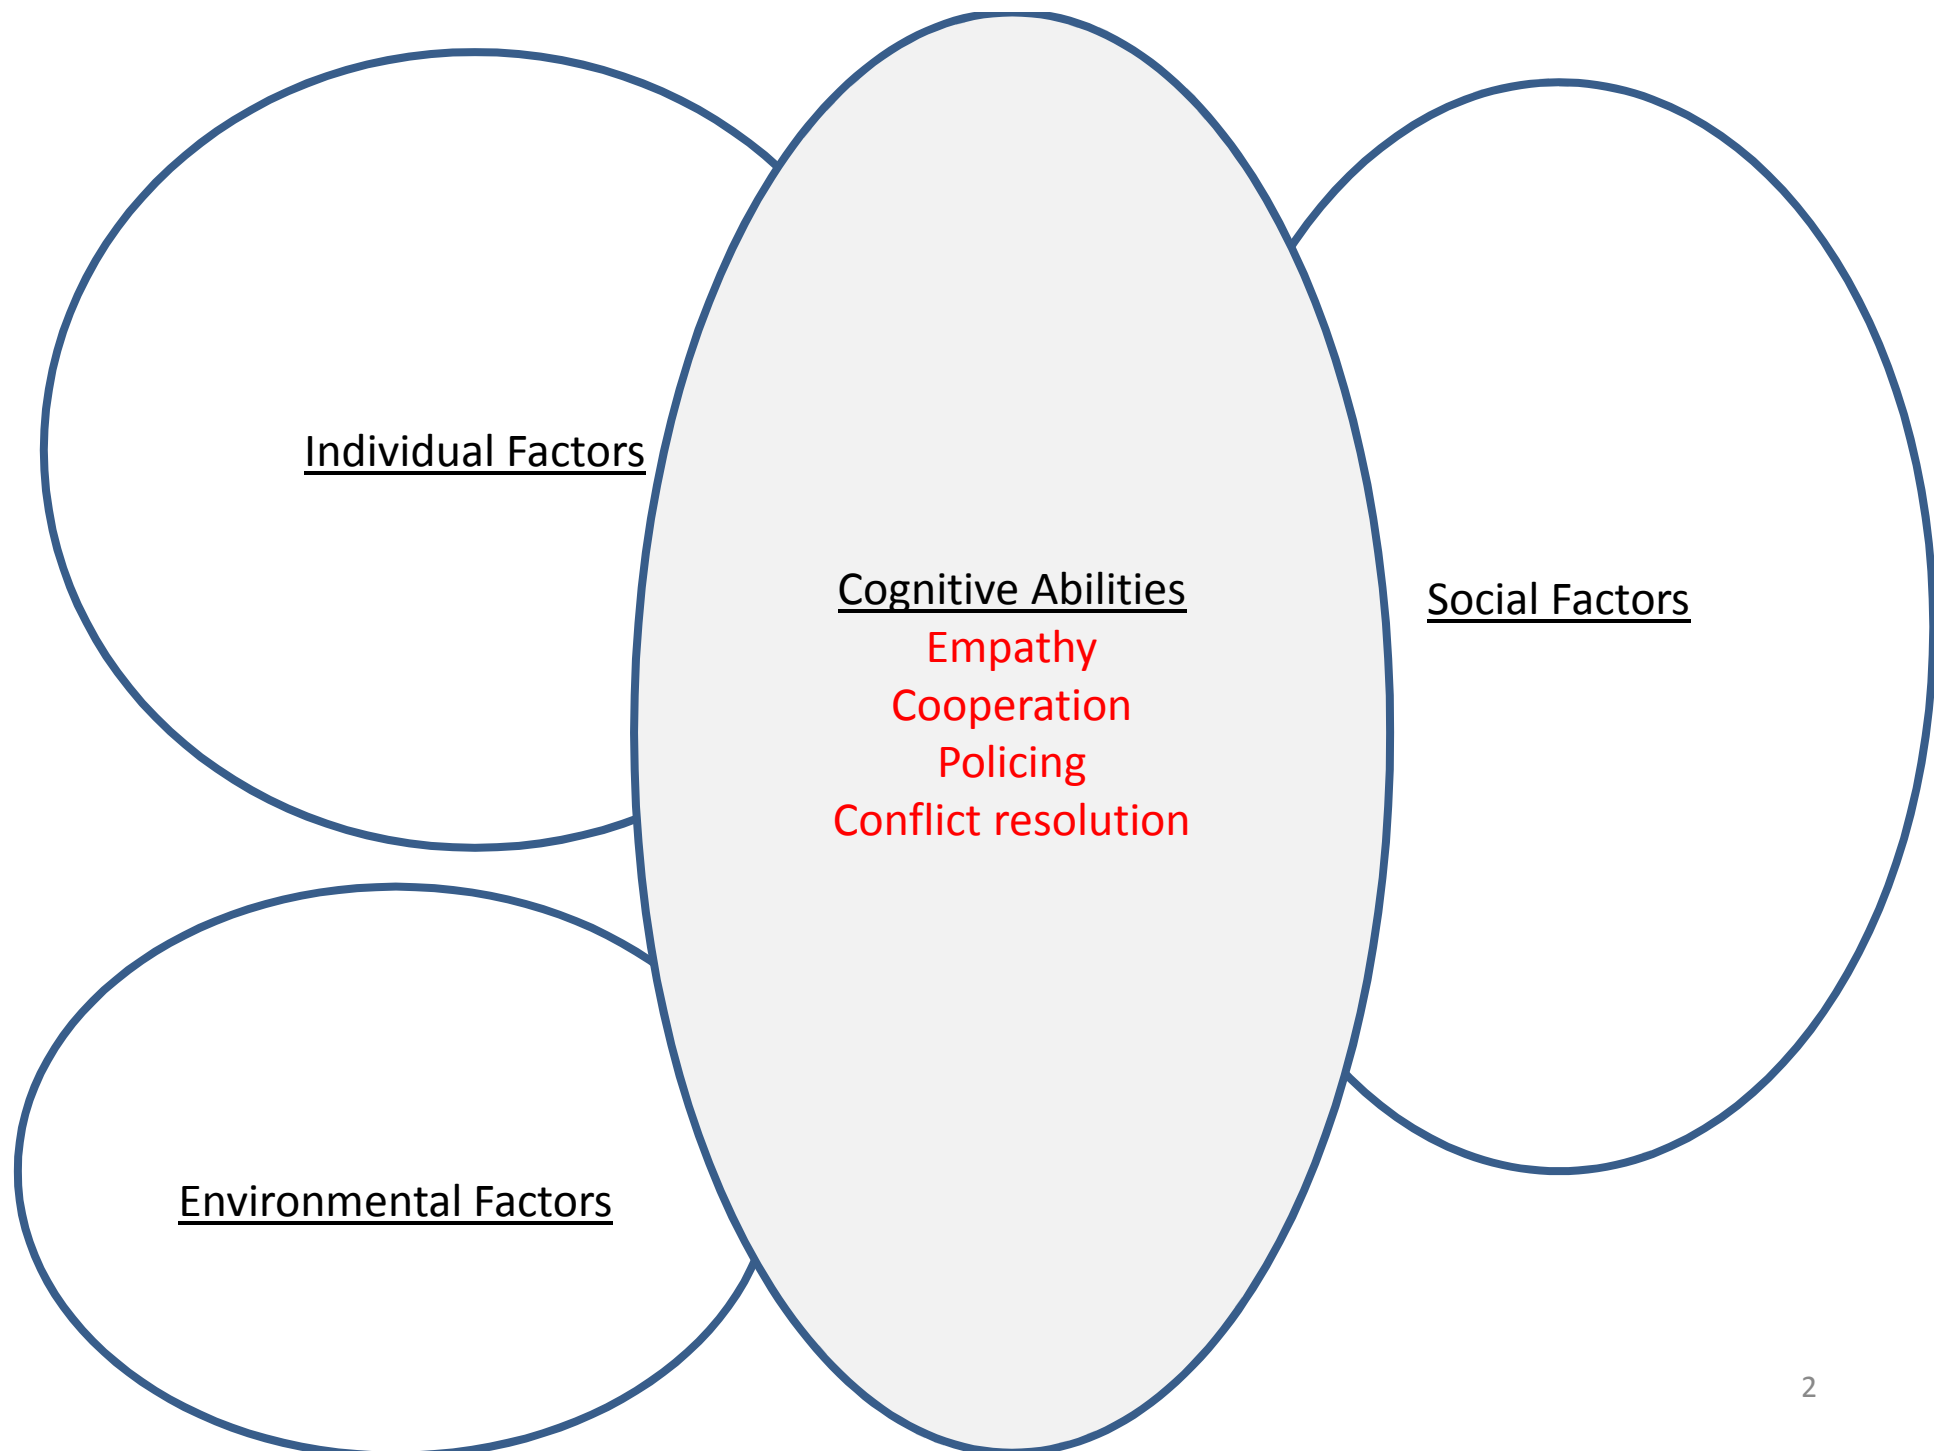 Individual Factors
Cognitive Abilities
Empathy
Cooperation
Policing
Conflict resolution
Social Factors
Environmental Factors
2